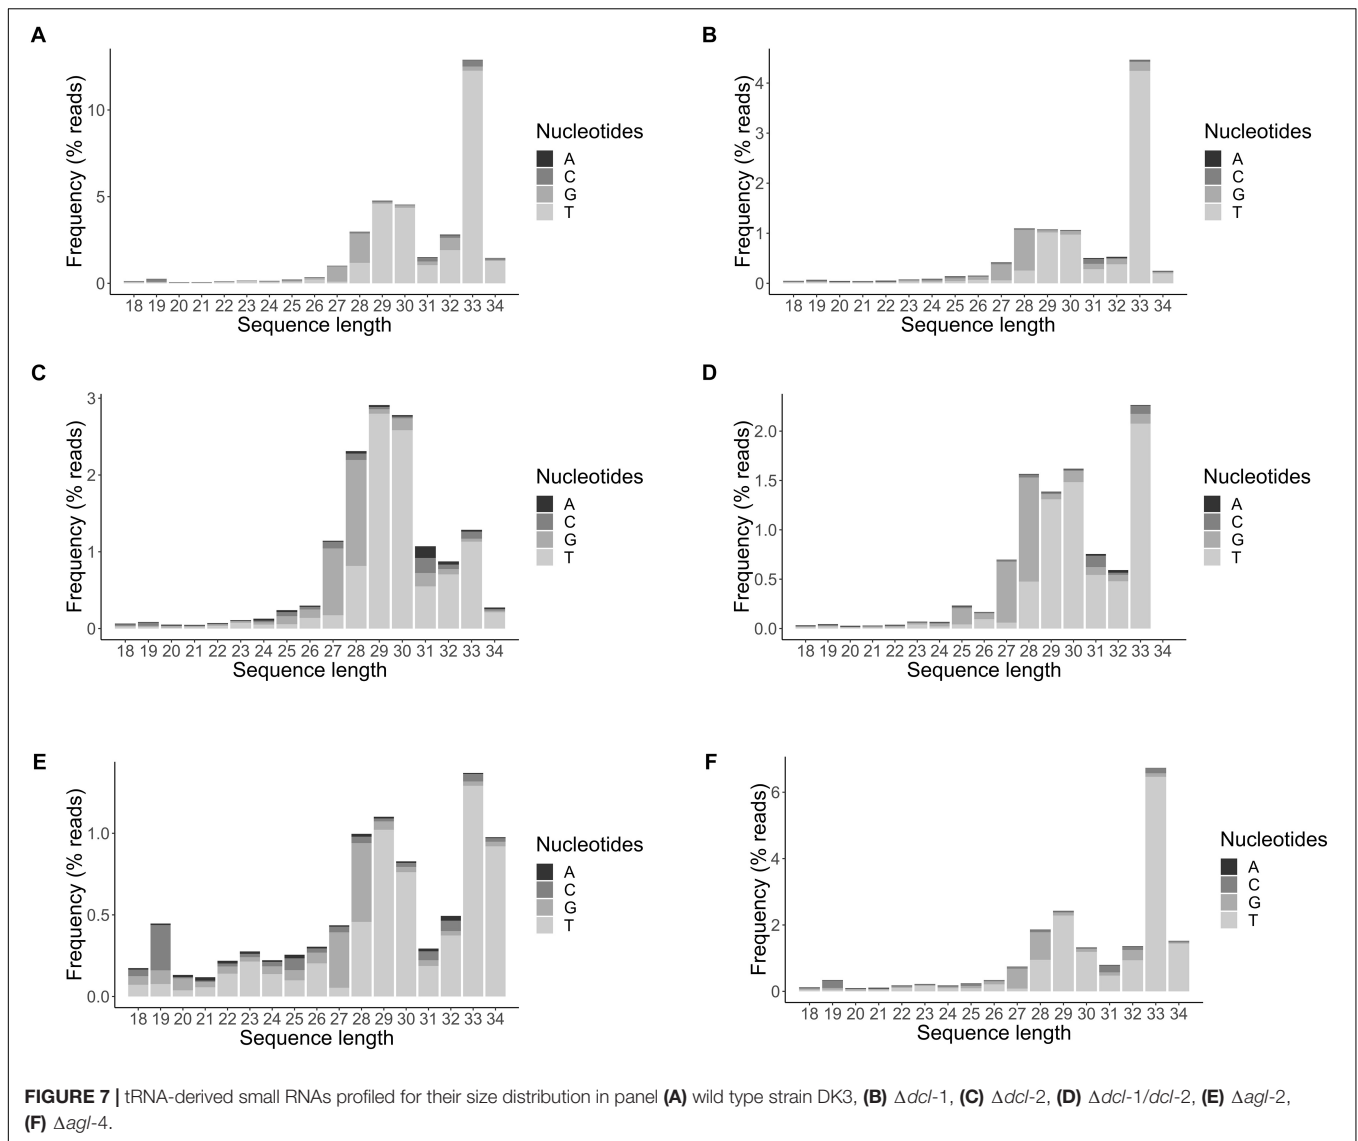 A
Frequency (% reads)
10
5
0
18 19 20 21 22 23 24 25 26 27 28 29 30 31 32 33 34
Sequence length
Nucleotides
A
C
G
T
B
Frequency (% reads)
4
3
2
1
0
18 19 20 21 22 23 24 25 26 27 28 29 30 31 32 33 34
Sequence length
Nucleotides
A
C
G
T
C
Frequency (% reads)
3
2
1
0
18 19 20 21 22 23 24 25 26 27 28 29 30 31 32 33 34
Sequence length
Nucleotides
A
C
G
T
D
Frequency (% reads)
2.0
1.5
1.0
0.5
0.0
18 19 20 21 22 23 24 25 26 27 28 29 30 31 32 33 34
Sequence length
Nucleotides
A
C
G
T
E
Frequency (% reads)
1.0
0.5
0.0
18 19 20 21 22 23 24 25 26 27 28 29 30 31 32 33 34
Sequence length
Nucleotides
A
C
G
T
F
Frequency (% reads)
6
4
2
0
18 19 20 21 22 23 24 25 26 27 28 29 30 31 32 33 34
Sequence length
Nucleotides
A
C
G
T
FIGURE 7 | tRNA-derived small RNAs profiled for their size distribution in panel (A) wild type strain DK3, (B) Δdcl-1, (C) Δdcl-2, (D) Δdcl-1/dcl-2, (E) Δagl-2,
(F) Δagl-4.